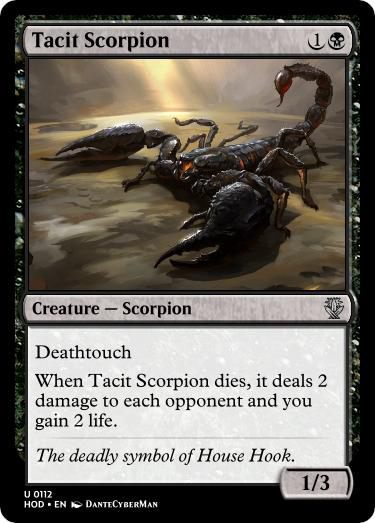 Tacit Scorpion 1
Creature — Scorpion
Deathtouch
When Tacit Scorpion dies, it deals 2
damage to each opponent and you
gain 2 life.
The deadly symbol of House Hook.
1/3
U 0112
HOD • EN DanteCyberMan